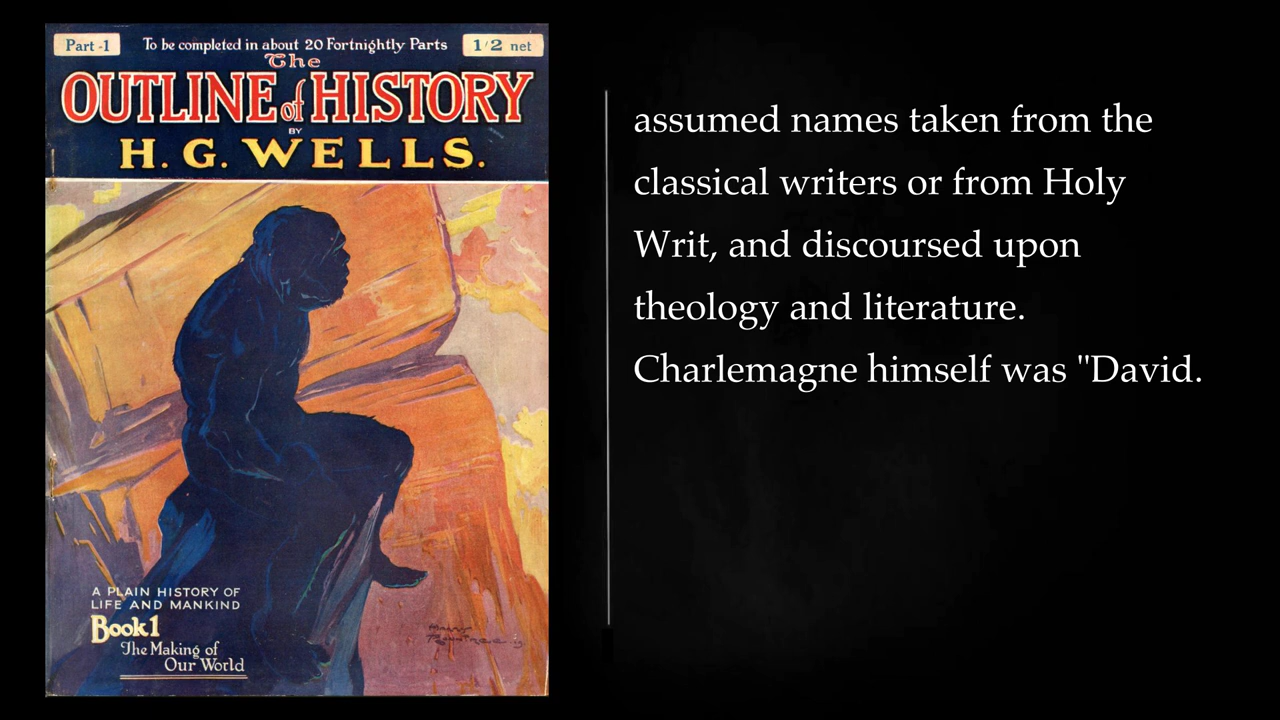 Part -1
To be completed in about 20 Fortnightly Parts
1/2 net
The
OUTLINE of HISTORY
BY
H. G. WELLS.
A PLAIN HISTORY OF
LIFE AND MANKIND
Book 1
The Making of
Our World
assumed names taken from the
classical writers or from Holy
Writ, and discoursed upon
theology and literature.
Charlemagne himself was "David.